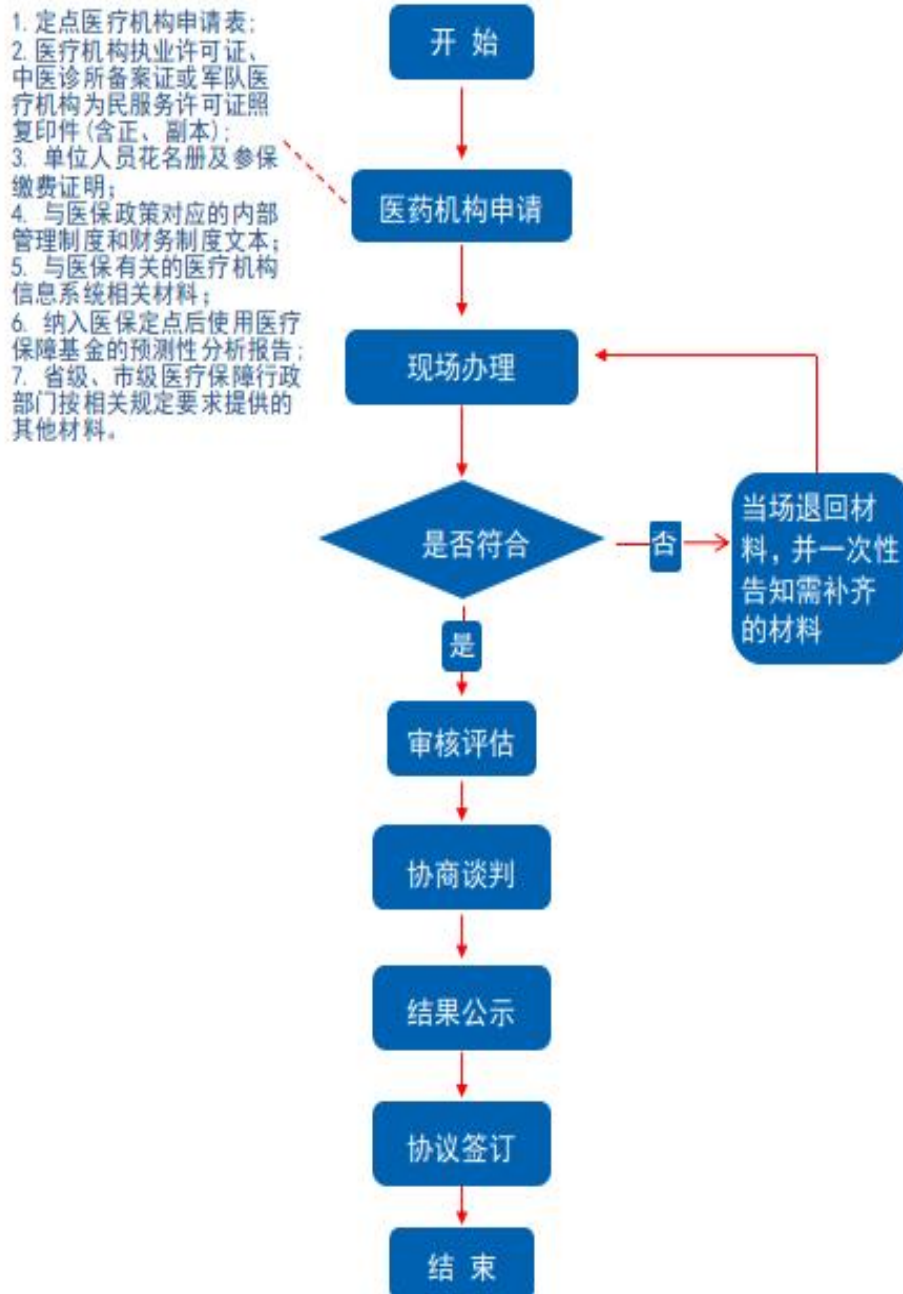 1. 定点医疗机构申请表;
2. 医疗机构执业许可证、
中医诊所备案证或军队医
疗机构为民服务许可证照
复印件(含正、副本);
3. 单位人员花名册及参保
缴费证明;
4. 与医保政策对应的内部
管理制度和财务制度文本;
5. 与医保有关的医疗机构
信息系统相关材料;
6. 纳入医保定点后使用医疗
保障基金的预测性分析报告;
7. 省级、市级医疗保障行政
部门按相关规定要求提供的
其他材料。
开 始
医药机构申请
现场办理
是否符合
否
当场退回材
料,并一次性
告知需补齐
的材料
是
审核评估
协商谈判
结果公示
协议签订
结 束